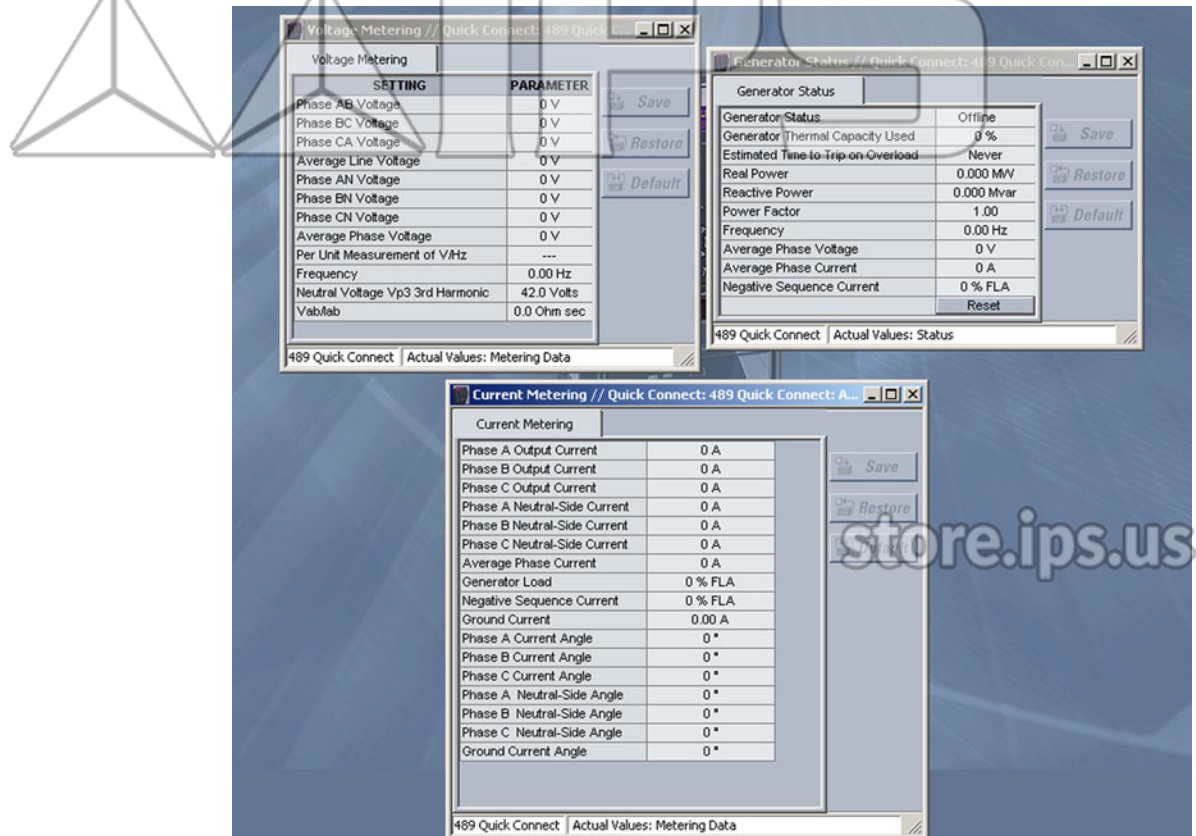 Voltage Metering // Quick Connect: 489 Quick C...
Voltage Metering
SETTING PARAMETER
Phase AB Voltage 0 V
Phase BC Voltage 0 V
Phase CA Voltage 0 V
Average Line Voltage 0 V
Phase AN Voltage 0 V
Phase BN Voltage 0 V
Phase CN Voltage 0 V
Average Phase Voltage 0 V
Per Unit Measurement of V/Hz ---
Frequency 0.00 Hz
Neutral Voltage Vp3 3rd Harmonic 42.0 Volts
Vab/Iab 0.0 Ohm sec
Save
Restore
Default
489 Quick Connect Actual Values: Metering Data
Generator Status // Quick Connect: 489 Quick Con...
Generator Status
Generator Status Offline
Generator Thermal Capacity Used 0 %
Estimated Time to Trip on Overload Never
Real Power 0.000 MW
Reactive Power 0.000 Mvar
Power Factor 1.00
Frequency 0.00 Hz
Average Phase Voltage 0 V
Average Phase Current 0 A
Negative Sequence Current 0 % FLA
Reset
Save
Restore
Default
489 Quick Connect Actual Values: Status
Current Metering // Quick Connect: 489 Quick Connect: A...
Current Metering
Phase A Output Current 0 A
Phase B Output Current 0 A
Phase C Output Current 0 A
Phase A Neutral-Side Current 0 A
Phase B Neutral-Side Current 0 A
Phase C Neutral-Side Current 0 A
Average Phase Current 0 A
Generator Load 0 % FLA
Negative Sequence Current 0 % FLA
Ground Current 0.00 A
Phase A Current Angle 0 °
Phase B Current Angle 0 °
Phase C Current Angle 0 °
Phase A Neutral-Side Angle 0 °
Phase B Neutral-Side Angle 0 °
Phase C Neutral-Side Angle 0 °
Ground Current Angle 0 °
Save
Restore
Default
489 Quick Connect Actual Values: Metering Data
IPS
store.ips.us